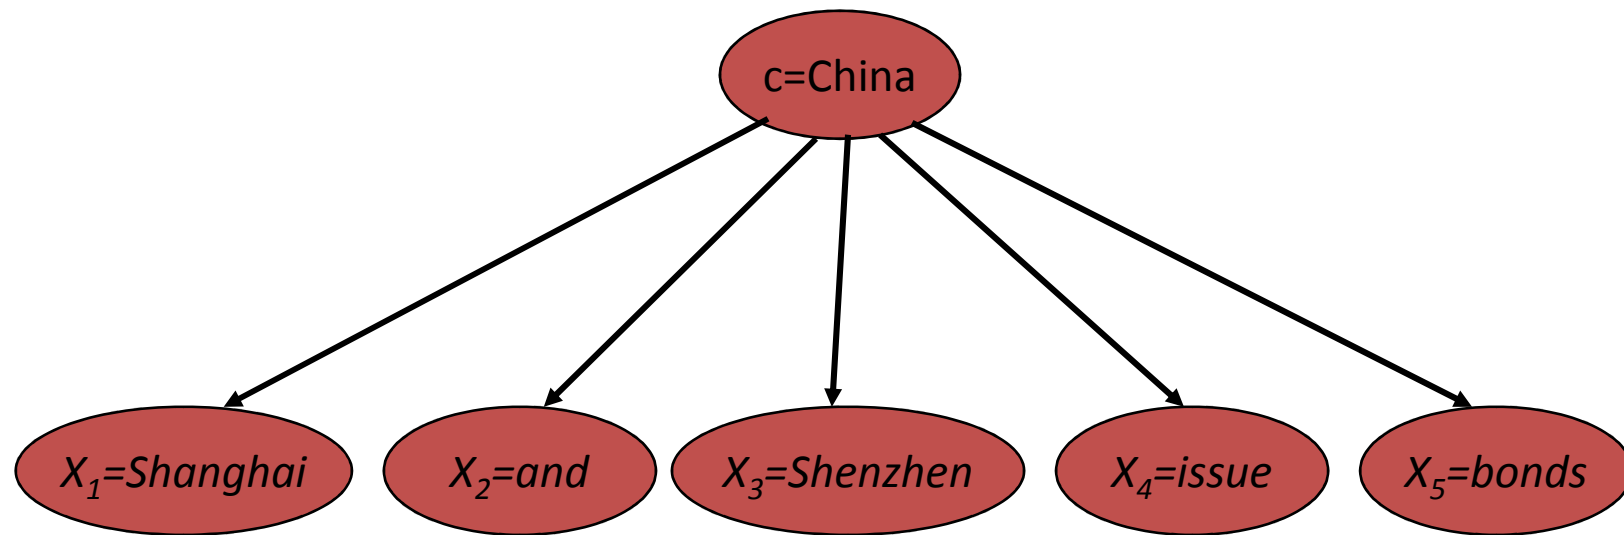 c=China
X1=Shanghai
X2=and
X3=Shenzhen
X4=issue
X5=bonds